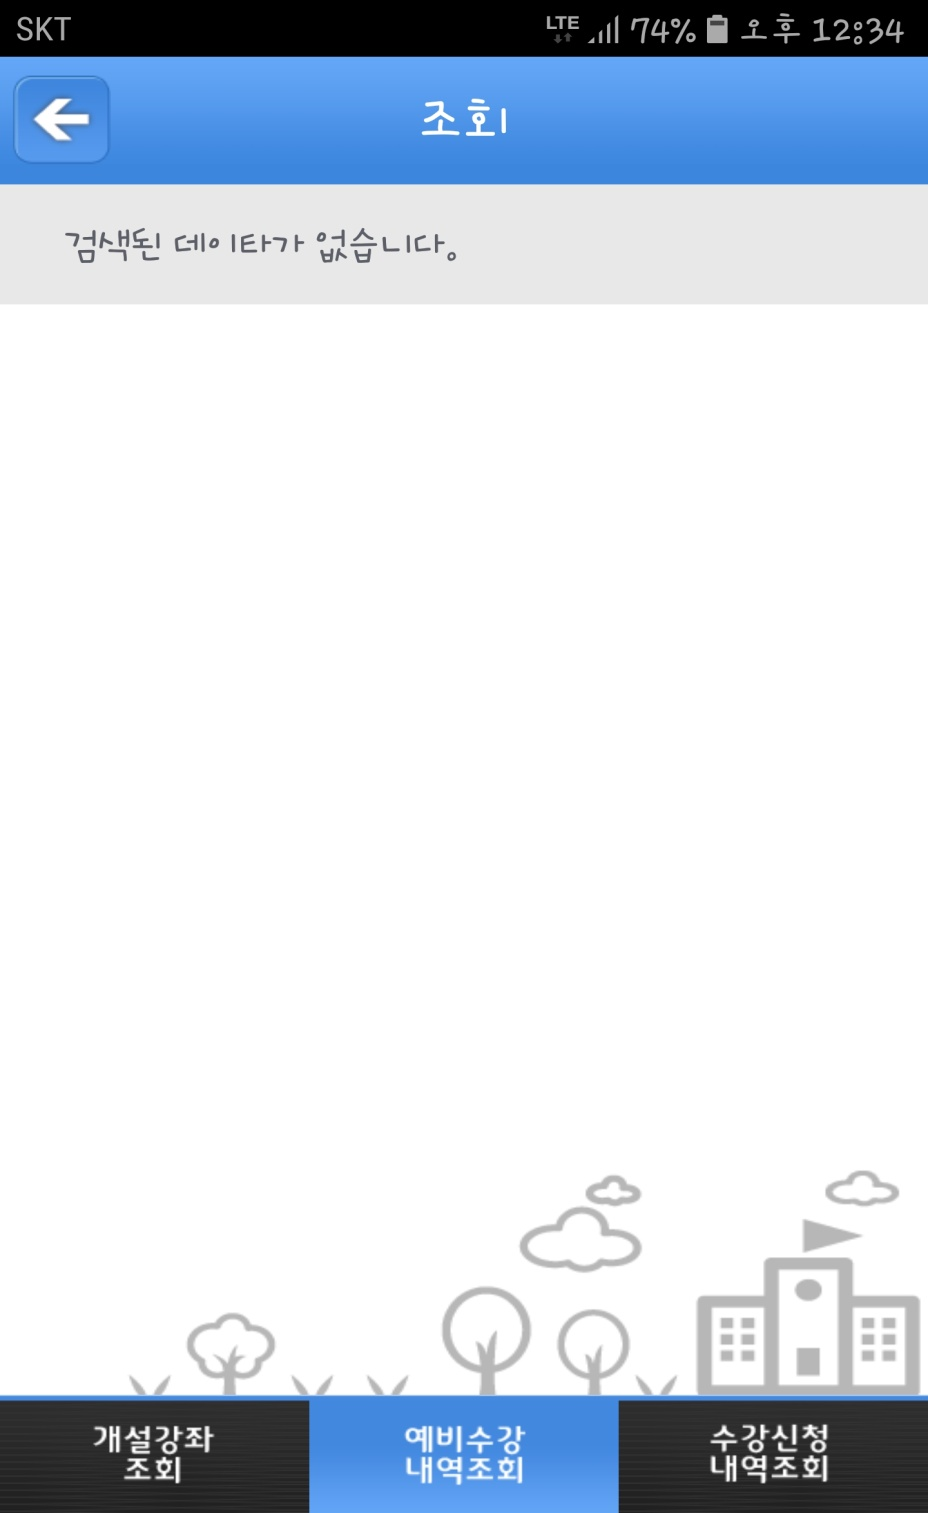 SKT LTE 74% 오후 12:34
조회
검색된 데이타가 없습니다.
개설강좌
조회
예비수강
내역조회
수강신청
내역조회